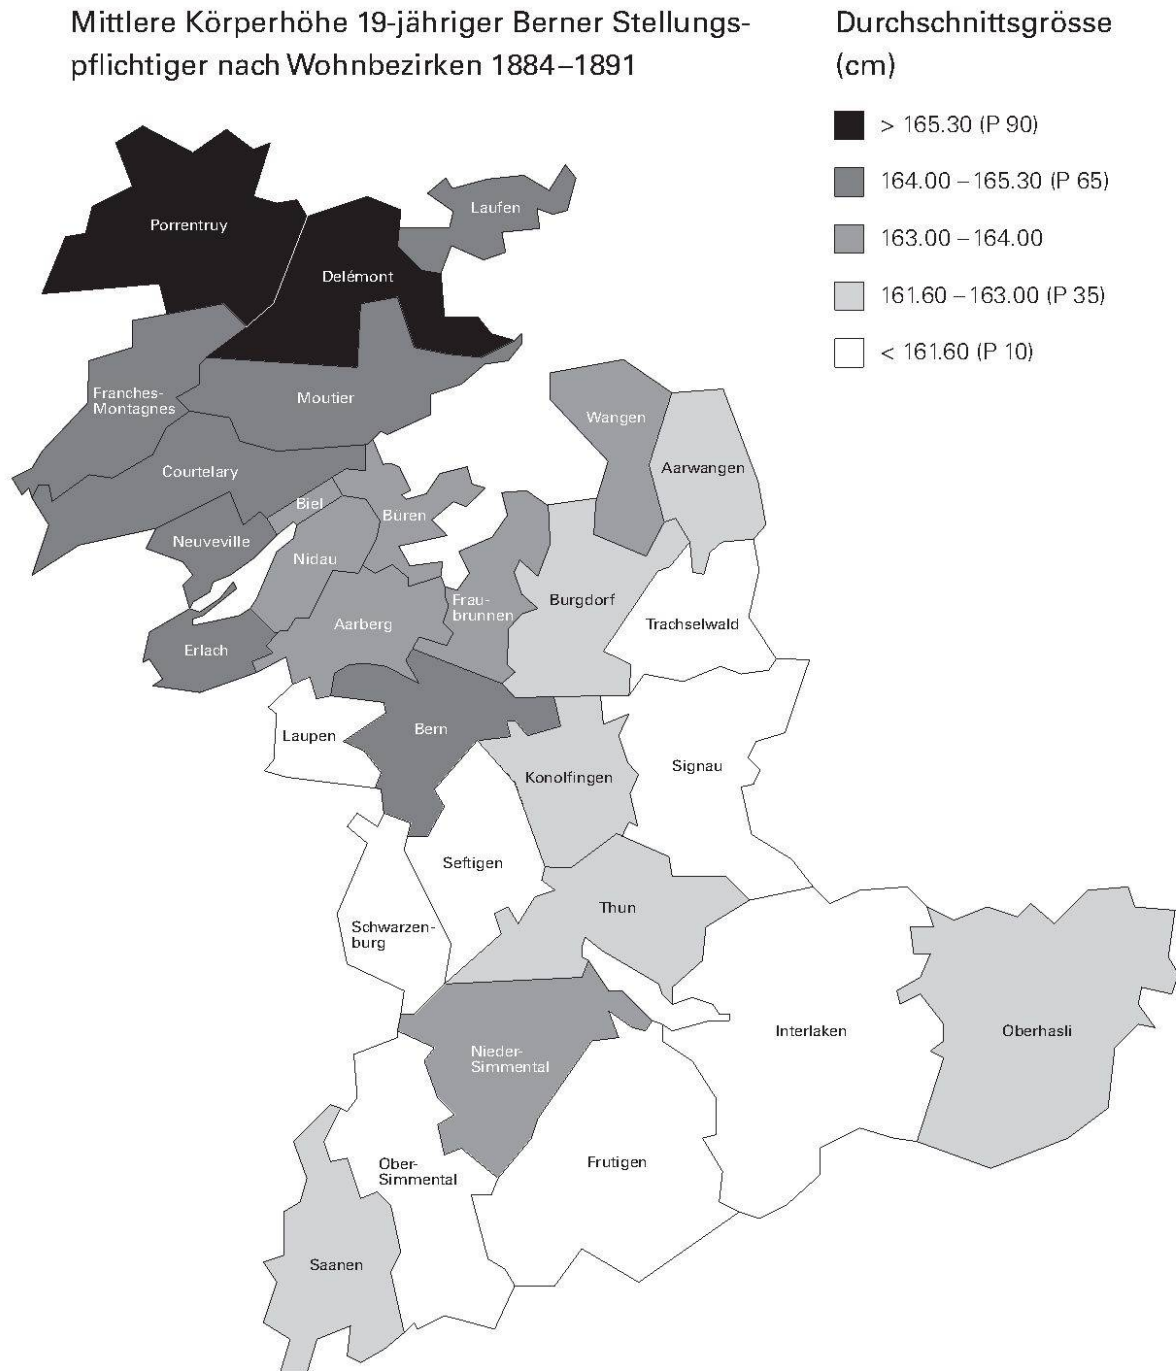 Mittlere Körperhöhe 19-jähriger Berner Stellungs-
pflichtiger nach Wohnbezirken 1884–1891
Durchschnittsgrösse
(cm)
> 165.30 (P 90)
164.00 – 165.30 (P 65)
163.00 – 164.00
161.60 – 163.00 (P 35)
< 161.60 (P 10)
Porrentruy
Laufen
Delémont
Franches-
Montagnes
Moutier
Wangen
Aarwangen
Courtelary
Biel
Büren
Neuveville
Nidau
Frau-
brunnen
Burgdorf
Trachselwald
Aarberg
Erlach
Laupen
Bern
Konolfingen
Signau
Seftigen
Thun
Schwarzen-
burg
Interlaken
Oberhasli
Nieder-
Simmental
Ober-
Simmental
Frutigen
Saanen